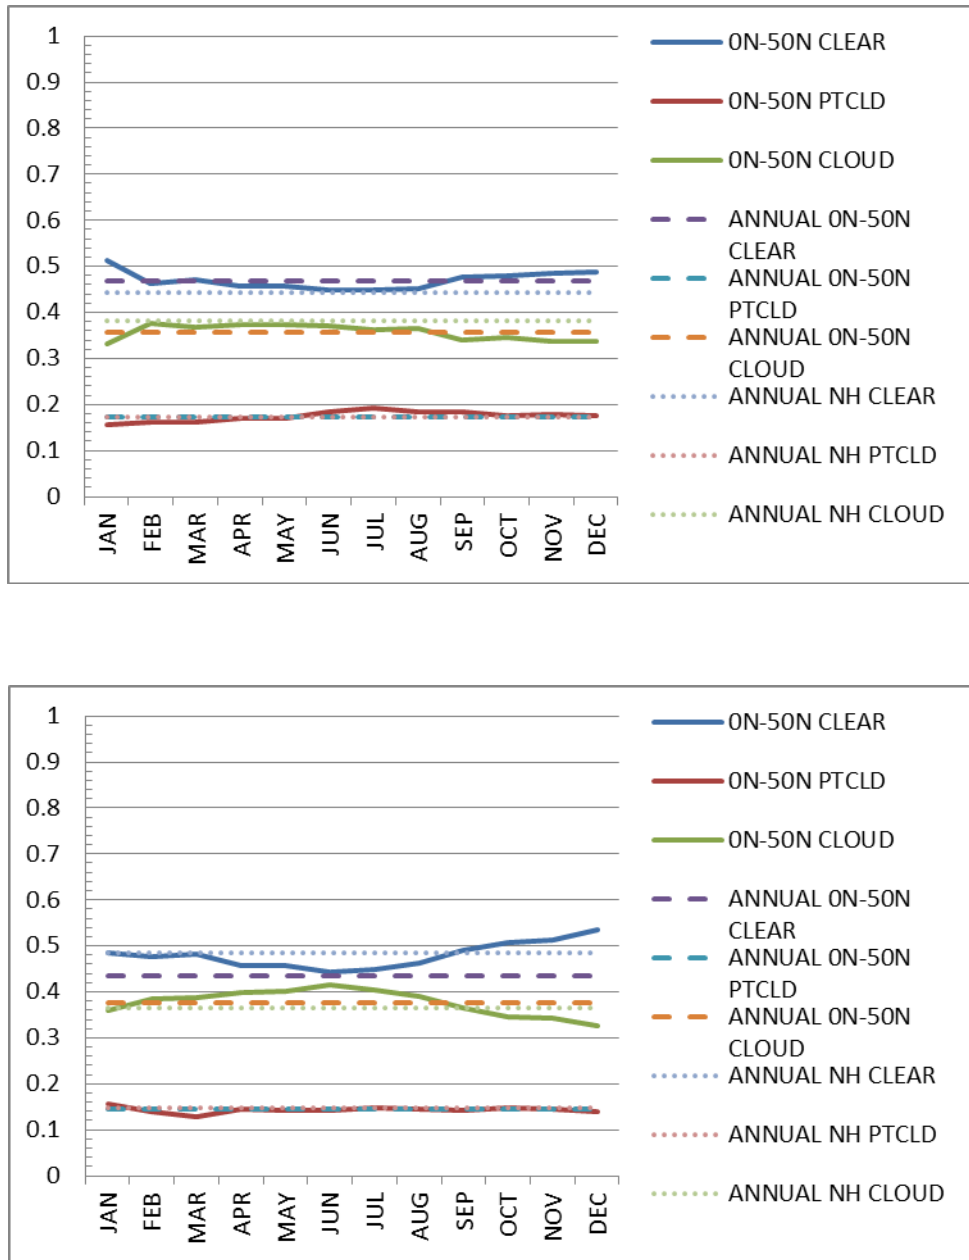 1
0.9
0.8
0.7
0.6
0.5
0.4
0.3
0.2
0.1
0
JAN
FEB
MAR
APR
MAY
JUN
JUL
AUG
SEP
OCT
NOV
DEC
0N-50N CLEAR
0N-50N PTCLD
0N-50N CLOUD
ANNUAL 0N-50N
CLEAR
ANNUAL 0N-50N
PTCLD
ANNUAL 0N-50N
CLOUD
ANNUAL NH CLEAR
ANNUAL NH PTCLD
ANNUAL NH CLOUD
1
0.9
0.8
0.7
0.6
0.5
0.4
0.3
0.2
0.1
0
JAN
FEB
MAR
APR
MAY
JUN
JUL
AUG
SEP
OCT
NOV
DEC
0N-50N CLEAR
0N-50N PTCLD
0N-50N CLOUD
ANNUAL 0N-50N
CLEAR
ANNUAL 0N-50N
PTCLD
ANNUAL 0N-50N
CLOUD
ANNUAL NH CLEAR
ANNUAL NH PTCLD
ANNUAL NH CLOUD